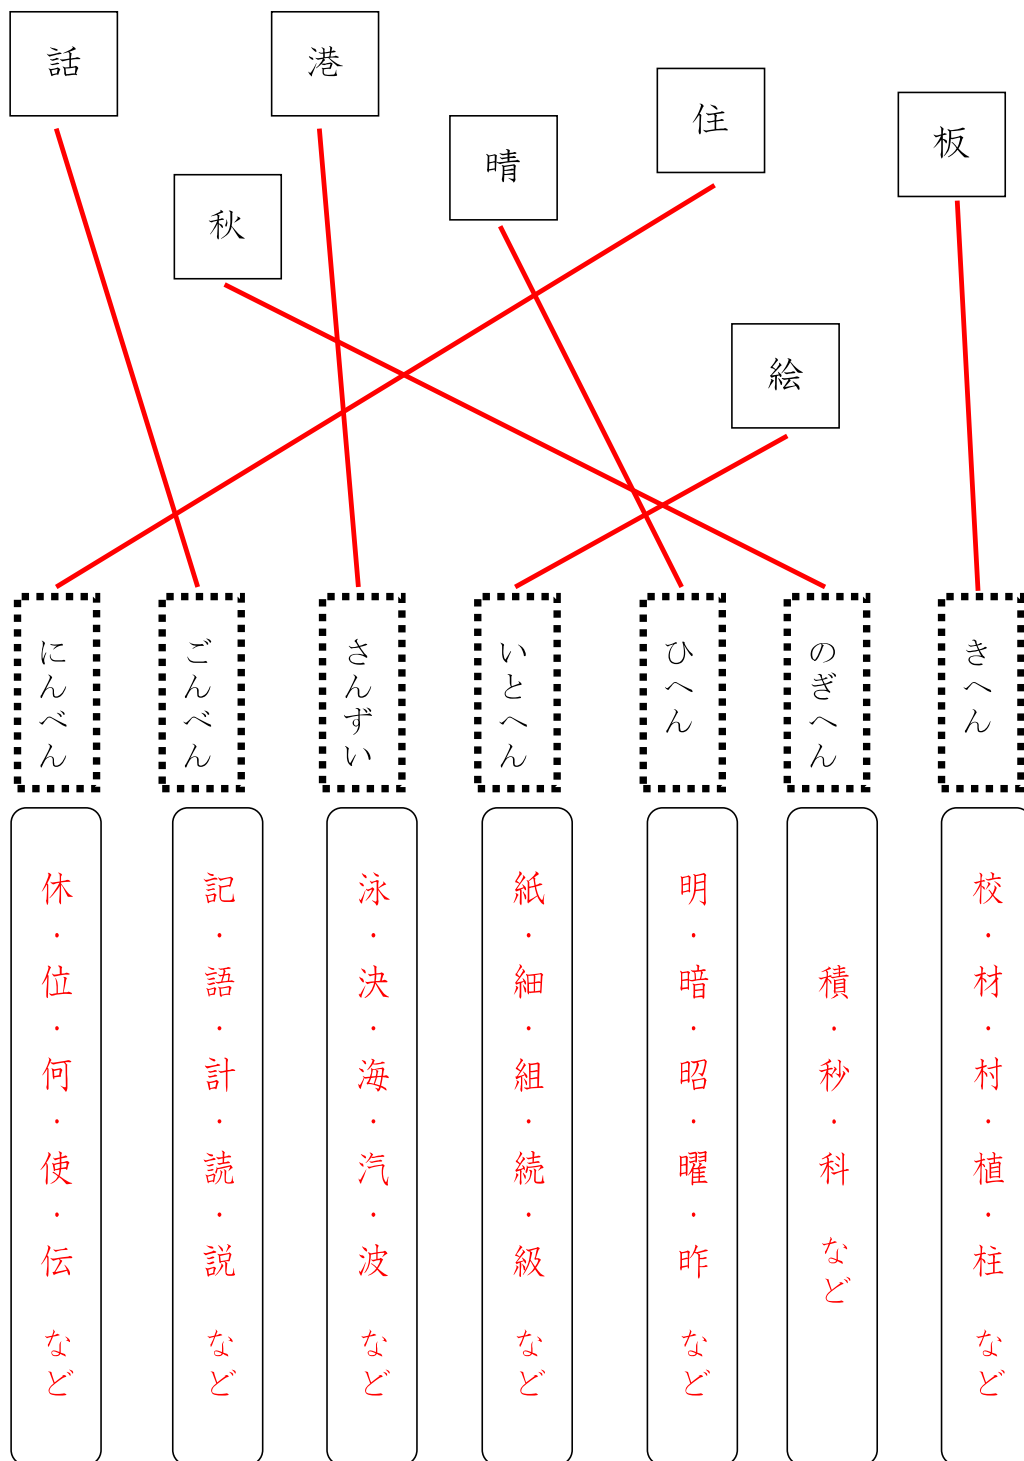 板
住
絵
晴
港
秋
話
きへん
のぎへん
ひへん
いとへん
さんずい
ごんべん
にんべん
校・材・村・植・柱 など
積・秒・科 など
明・暗・昭・曜・昨 など
紙・細・組・続・級 など
泳・決・海・汽・波 など
記・語・計・読・説 など
休・位・何・使・伝 など